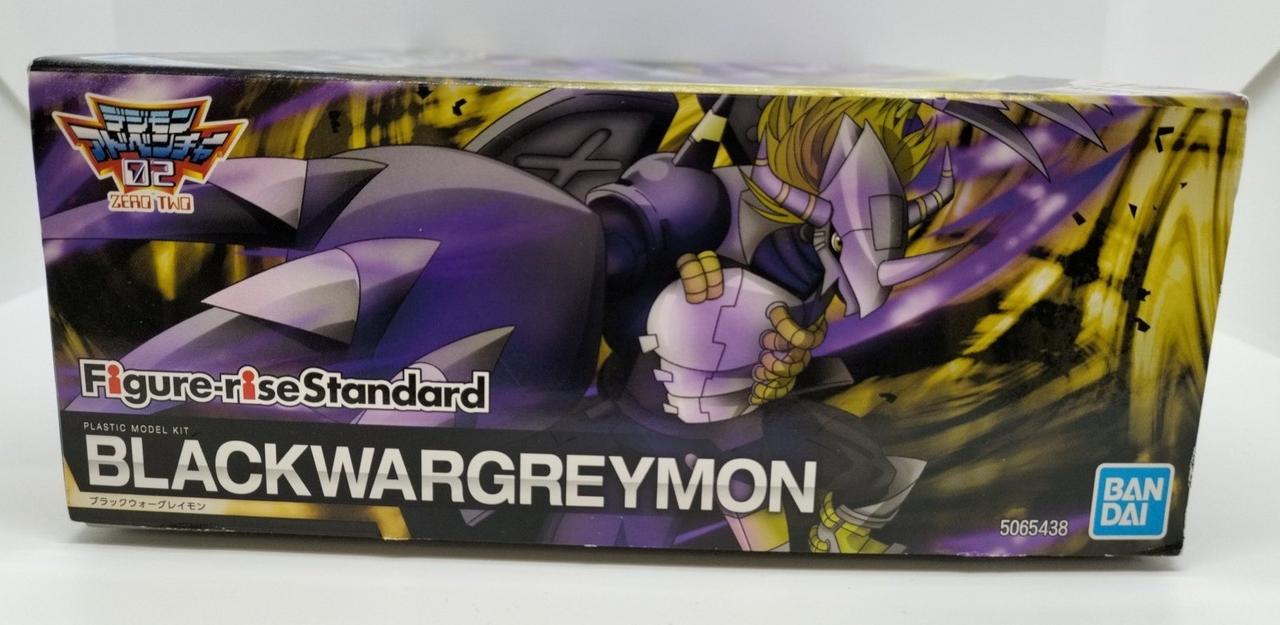 デジモン
アドベンチャー
02
ZERO TWO
Figure-riseStandard
PLASTIC MODEL KIT
BLACKWARGREYMON
ブラックウォーグレイモン
5065438
BAN
DAI